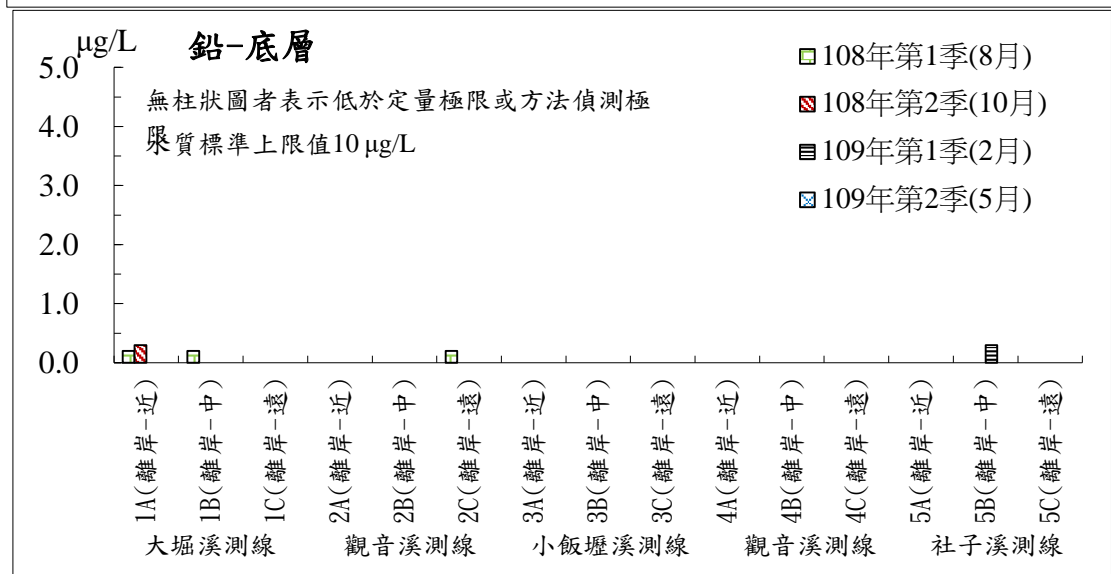 μg/L
鉛-底層
5.0
4.0
3.0
2.0
1.0
0.0
無柱狀圖者表示低於定量極限或方法偵測極
限
水質標準上限值10 μg/L
108年第1季(8月)
108年第2季(10月)
109年第1季(2月)
109年第2季(5月)
1A(離岸-近)
1B(離岸-中)
1C(離岸-遠)
2A(離岸-近)
2B(離岸-中)
2C(離岸-遠)
3A(離岸-近)
3B(離岸-中)
3C(離岸-遠)
4A(離岸-近)
4B(離岸-中)
4C(離岸-遠)
5A(離岸-近)
5B(離岸-中)
5C(離岸-遠)
大堀溪測線
觀音溪測線
小飯壢溪測線
觀音溪測線
社子溪測線